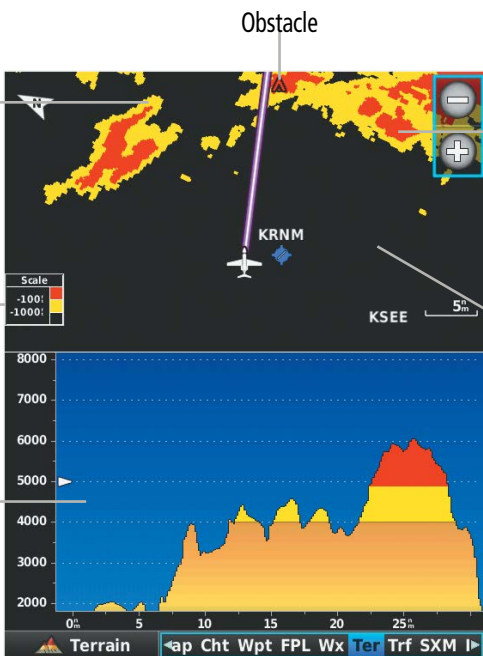 Obstacle
N
KRNM
Scale
-100ft
-1000ft
KSEE
5nm
8000
7000
6000
5000
4000
3000
2000
0nm 5 10 15 20 25nm
Terrain
ap Cht Wpt FPL Wx Ter Trf SXM